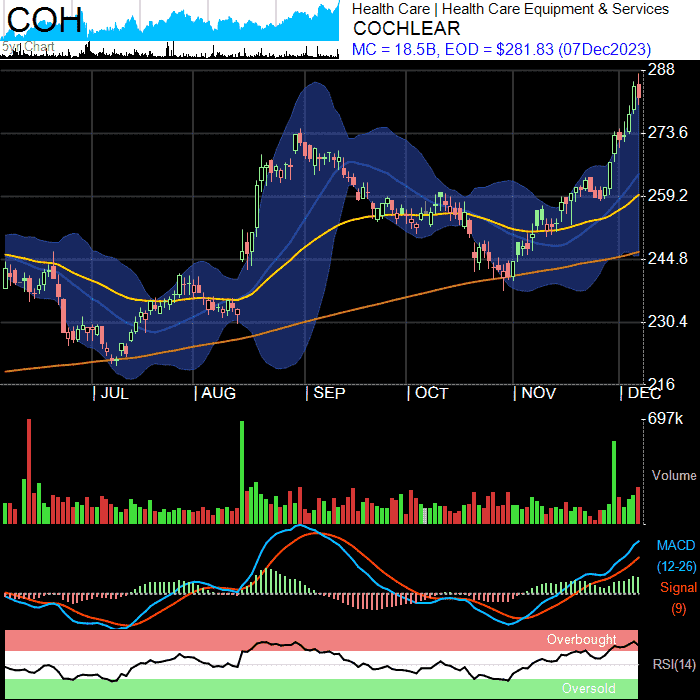 COH
5yr Chart
Health Care | Health Care Equipment & Services
COCHLEAR
MC = 18.5B, EOD = $281.83 (07Dec2023)
288
273.6
259.2
244.8
230.4
216
JUL AUG SEP OCT NOV DEC
697k
Volume
MACD
(12-26)
Signal
(9)
Overbought
RSI(14)
Oversold